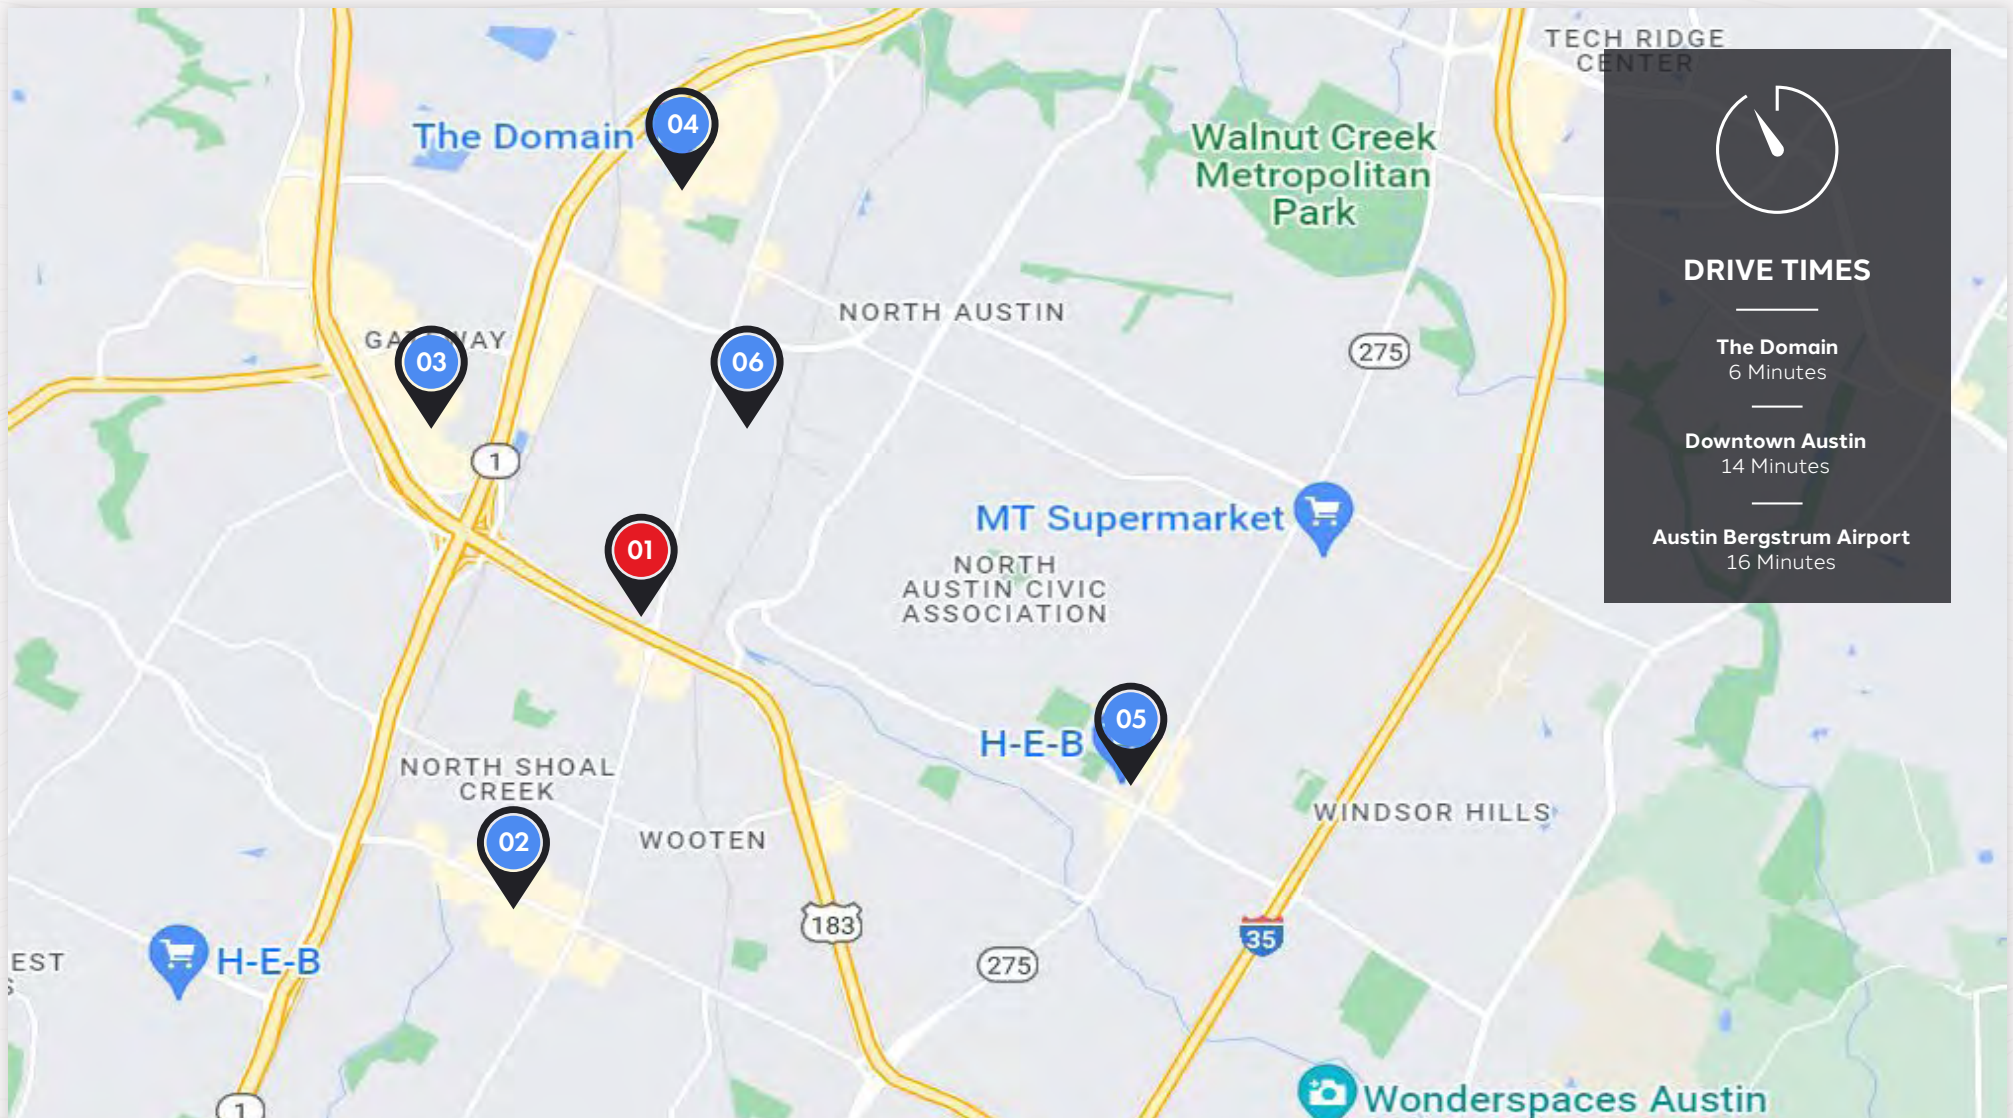 TECH RIDGE
CENTER
The Domain
04
Walnut Creek
Metropolitan
Park
DRIVE TIMES
The Domain
6 Minutes
Downtown Austin
14 Minutes
Austin Bergstrum Airport
16 Minutes
NORTH AUSTIN
03
06
275
1
MT Supermarket
01
NORTH
AUSTIN CIVIC
ASSOCIATION
05
H-E-B
NORTH SHOAL
CREEK
WINDSOR HILLS
02
WOOTEN
183
35
H-E-B
EST
275
Wonderspaces Austin
1